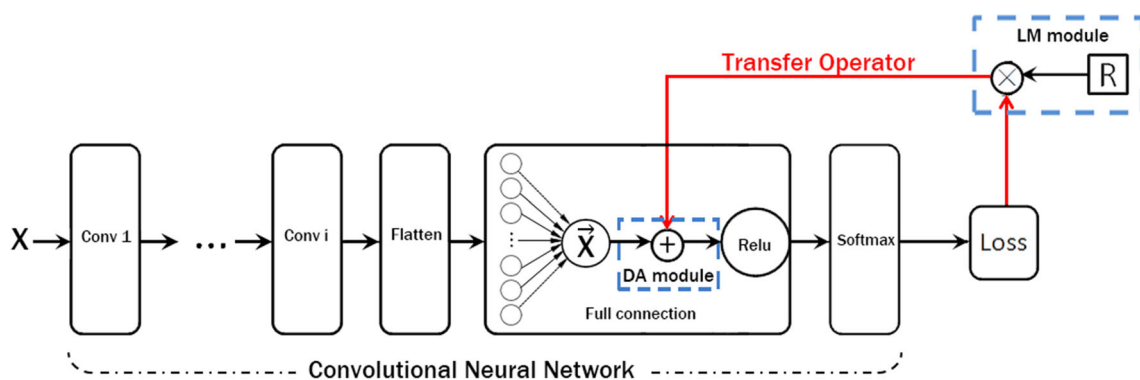 LM module
Transfer Operator
R
X
Conv 1
...
Conv i
Flatten
X
DA module
Relu
Full connection
Softmax
Loss
Convolutional Neural Network